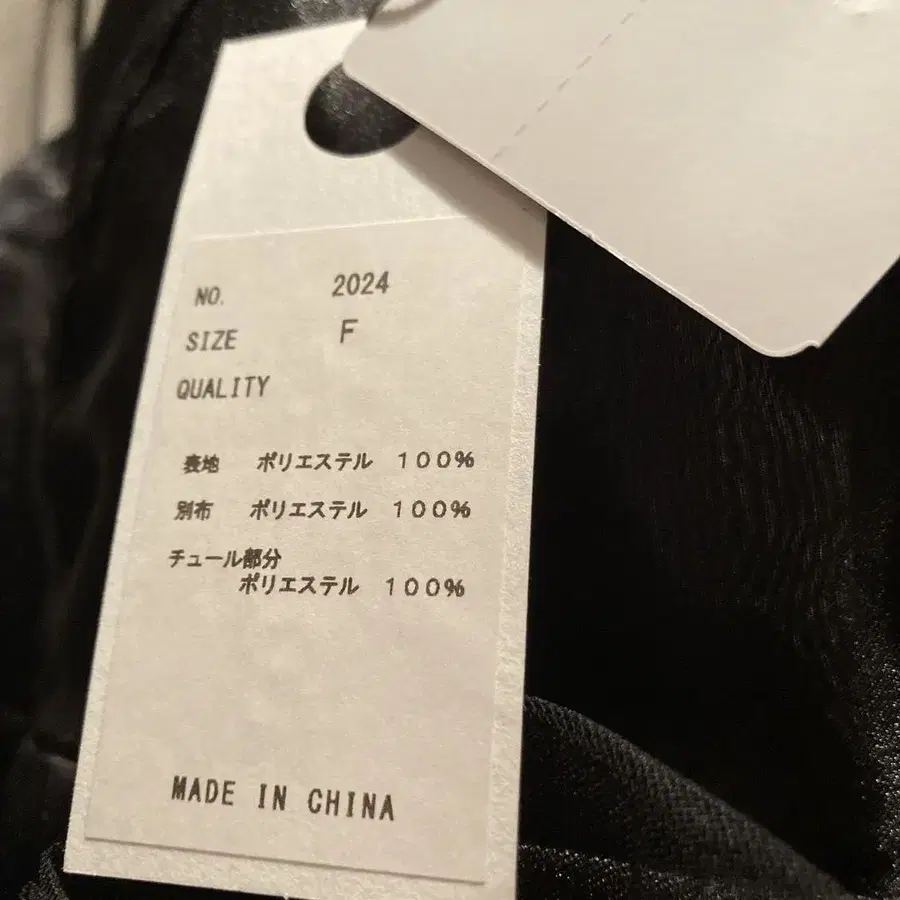 NO. 2024
SIZE F
QUALITY
表地 ポリエステル 100%
別布 ポリエステル 100%
チュール部分
ポリエステル 100%
MADE IN CHINA